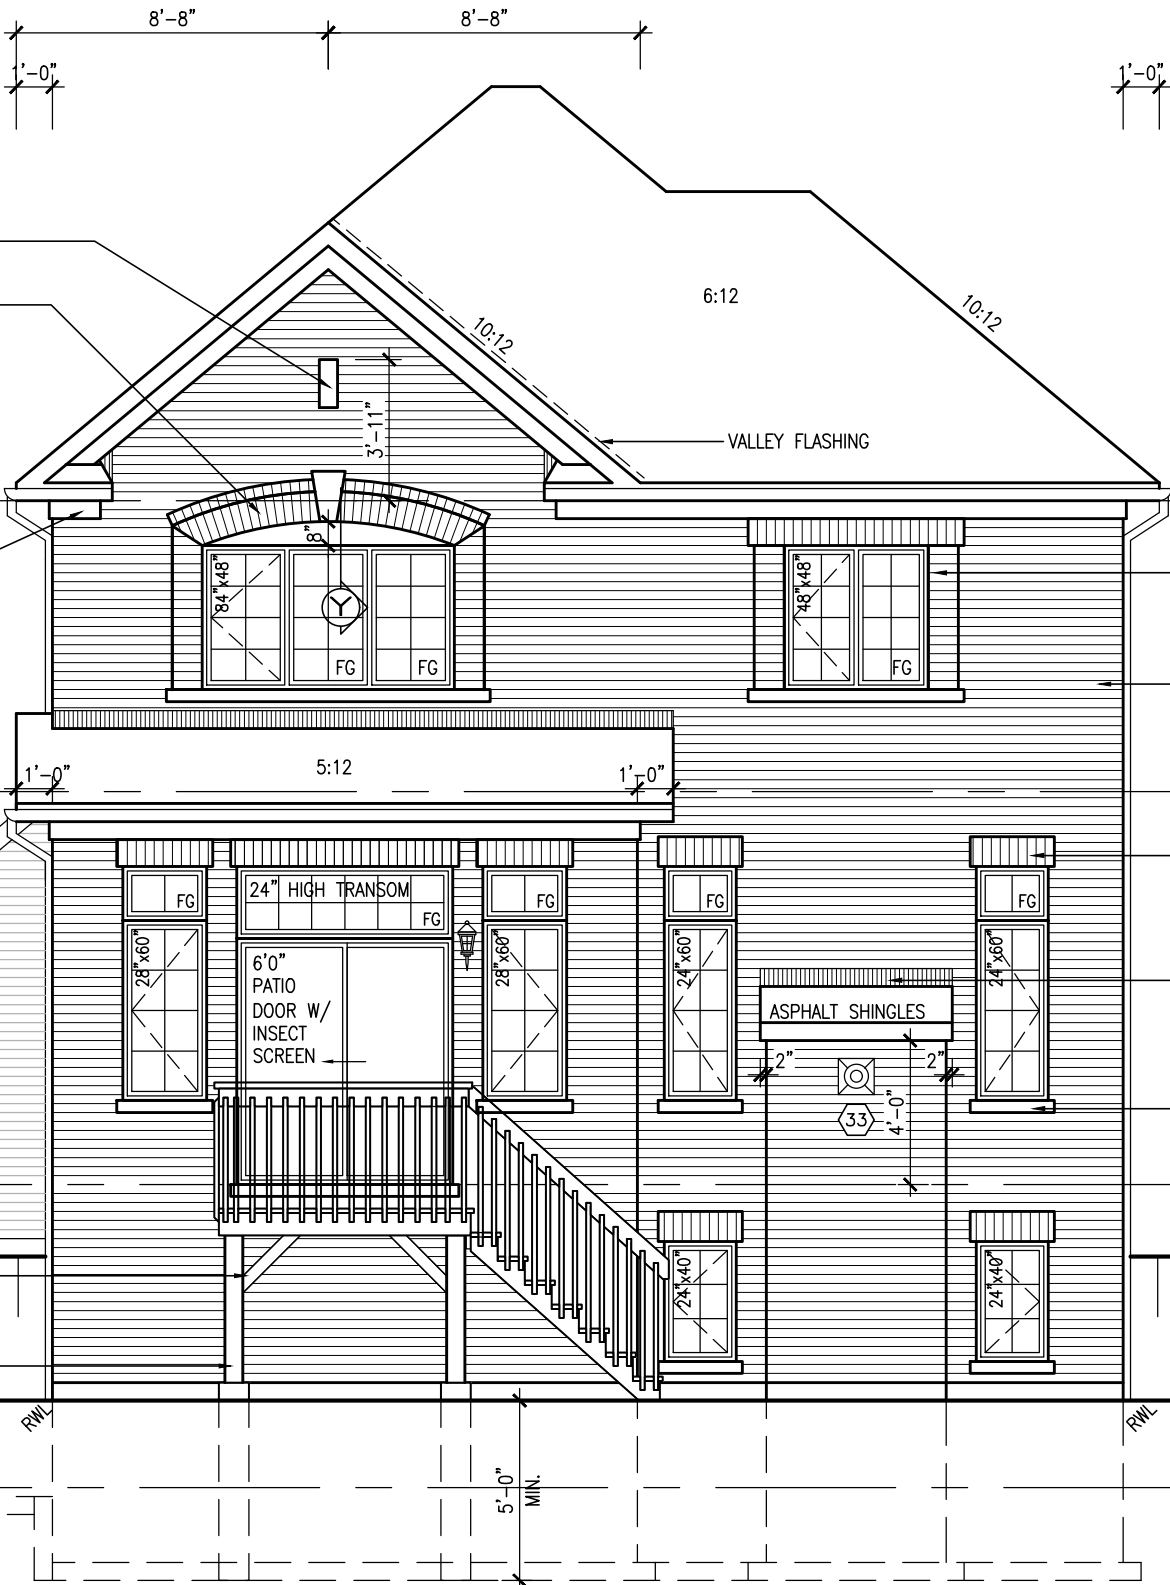 8'-8"
8'-8"
1'-0"
1'-0"
6:12
10:12
10:12
3'-11"
VALLEY FLASHING
8"
84"x48"
Y
FG
FG
48"x48"
FG
1'-0"
5:12
1'-0"
FG
24" HIGH TRANSOM
FG
FG
FG
FG
28"x60"
6'0"
PATIO
DOOR W/
INSECT
SCREEN
28"x60"
24"x60"
24"x60"
ASPHALT SHINGLES
2"
2"
33
4'-0"
24"x40"
24"x40"
RWL
RWL
5'-0"
MIN.